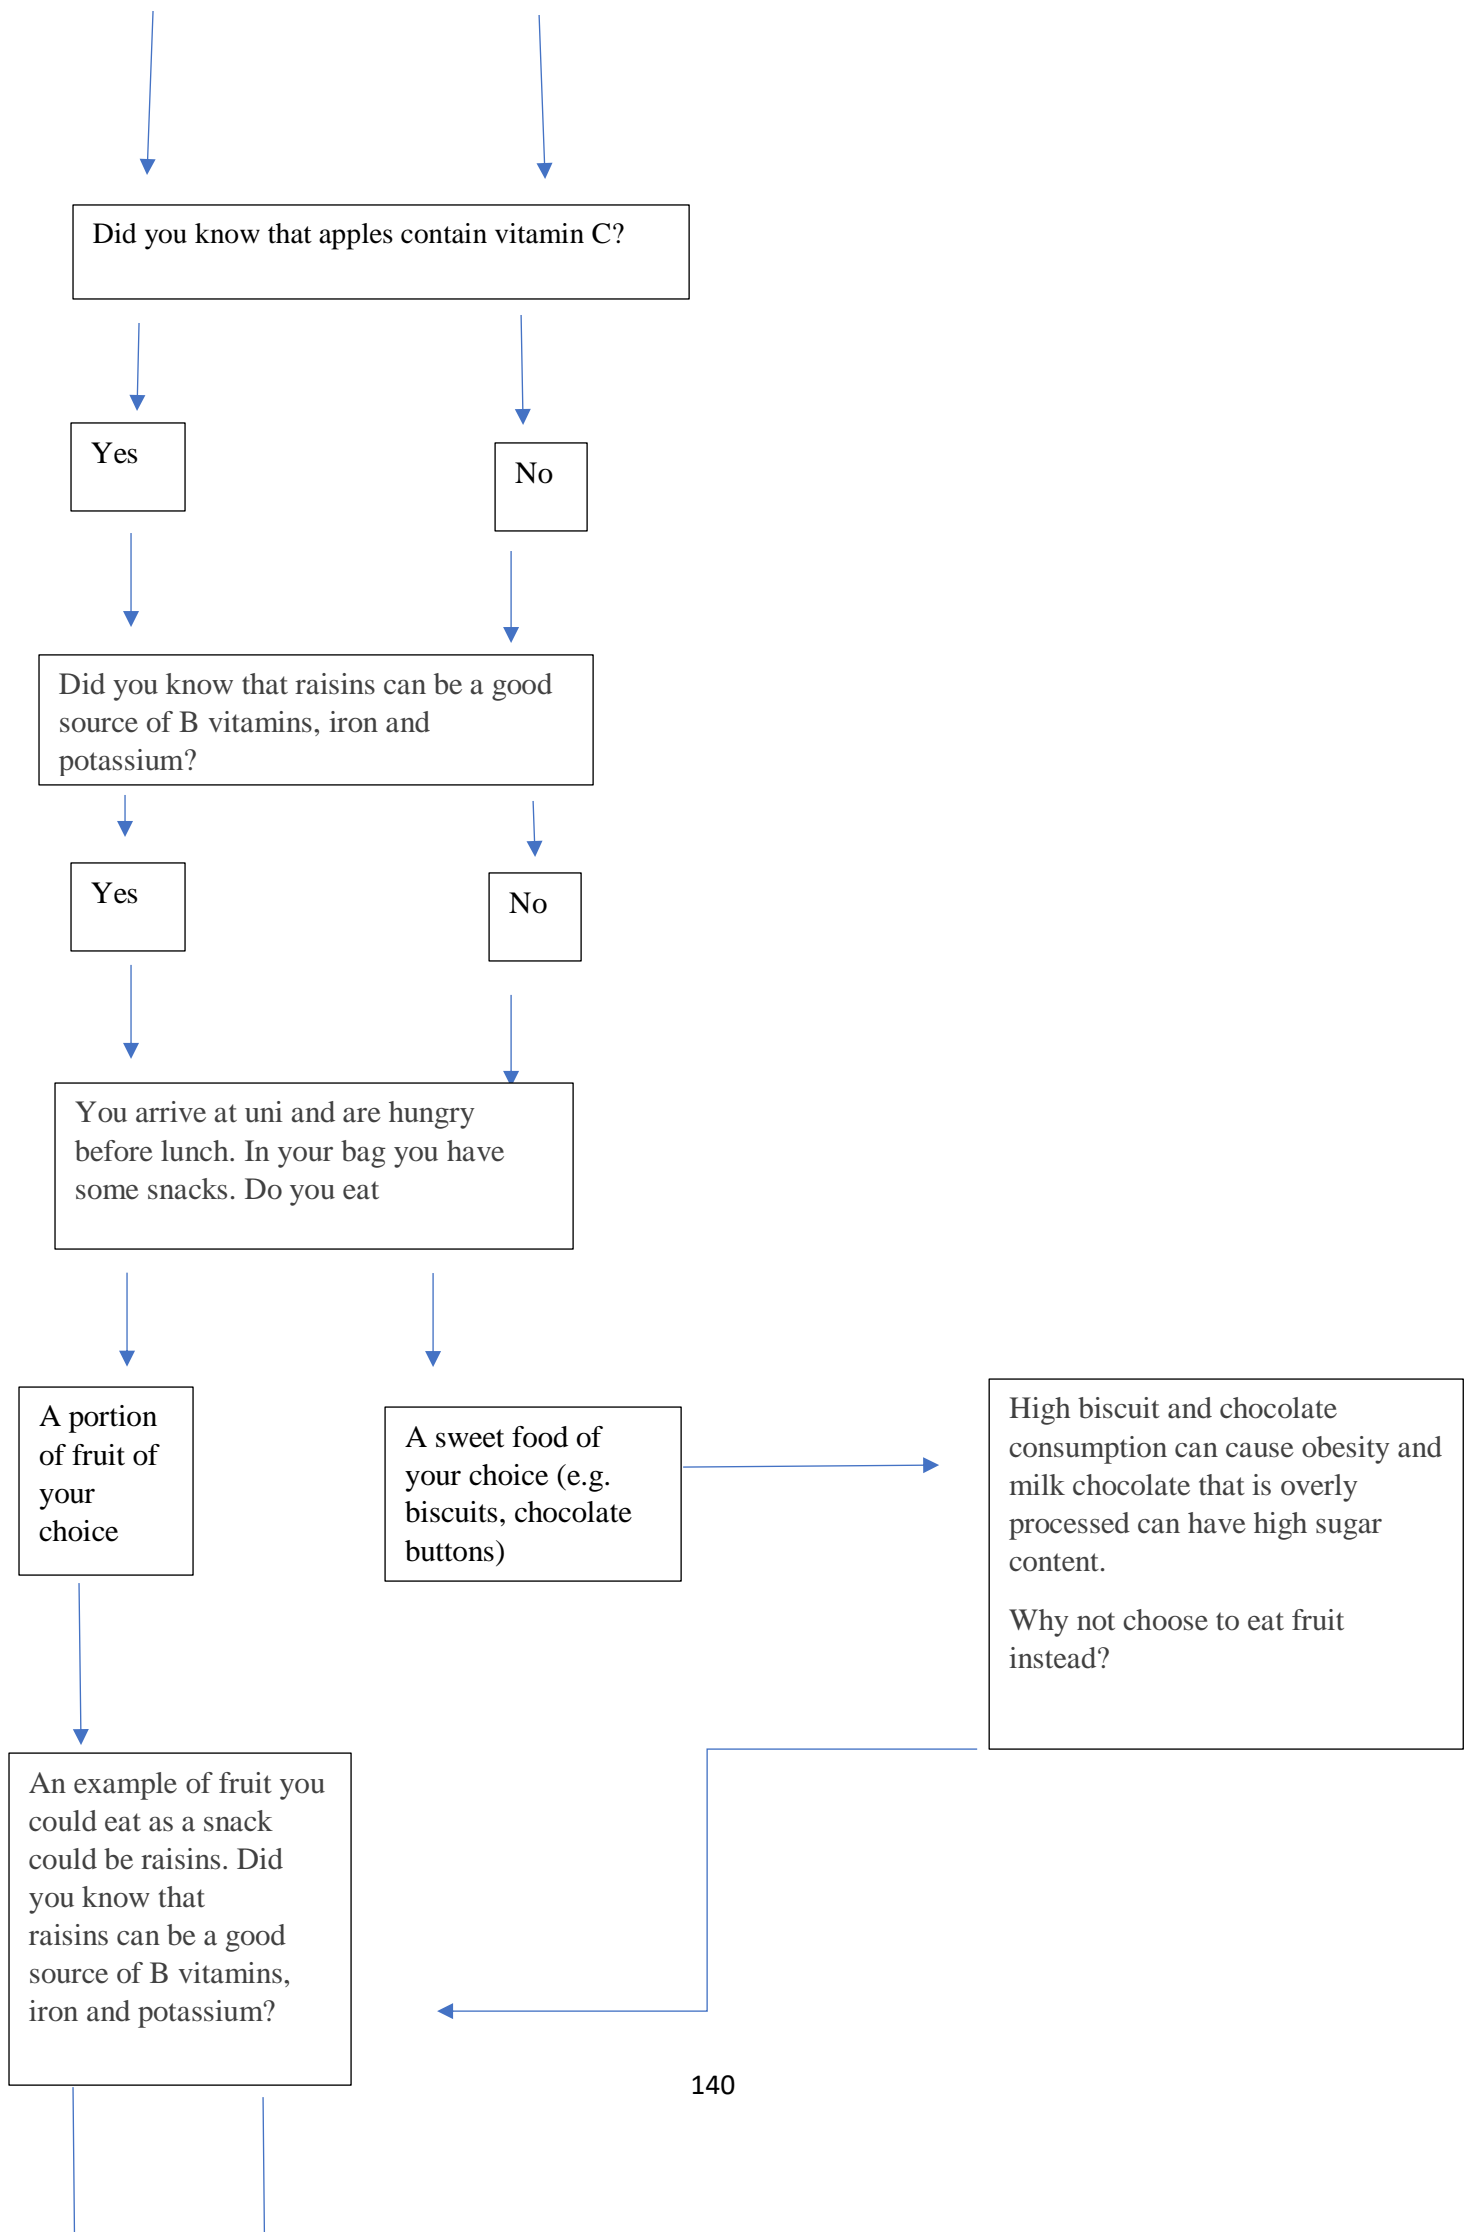 Did you know that apples contain vitamin C?
Yes
No
Did you know that raisins can be a good
source of B vitamins, iron and
potassium?
Yes
No
You arrive at uni and are hungry
before lunch. In your bag you have
some snacks. Do you eat
A portion
of fruit of
your
choice
A sweet food of
your choice (e.g.
biscuits, chocolate
buttons)
High biscuit and chocolate
consumption can cause obesity and
milk chocolate that is overly
processed can have high sugar
content.
Why not choose to eat fruit
instead?
An example of fruit you
could eat as a snack
could be raisins. Did
you know that
raisins can be a good
source of B vitamins,
iron and potassium?
140